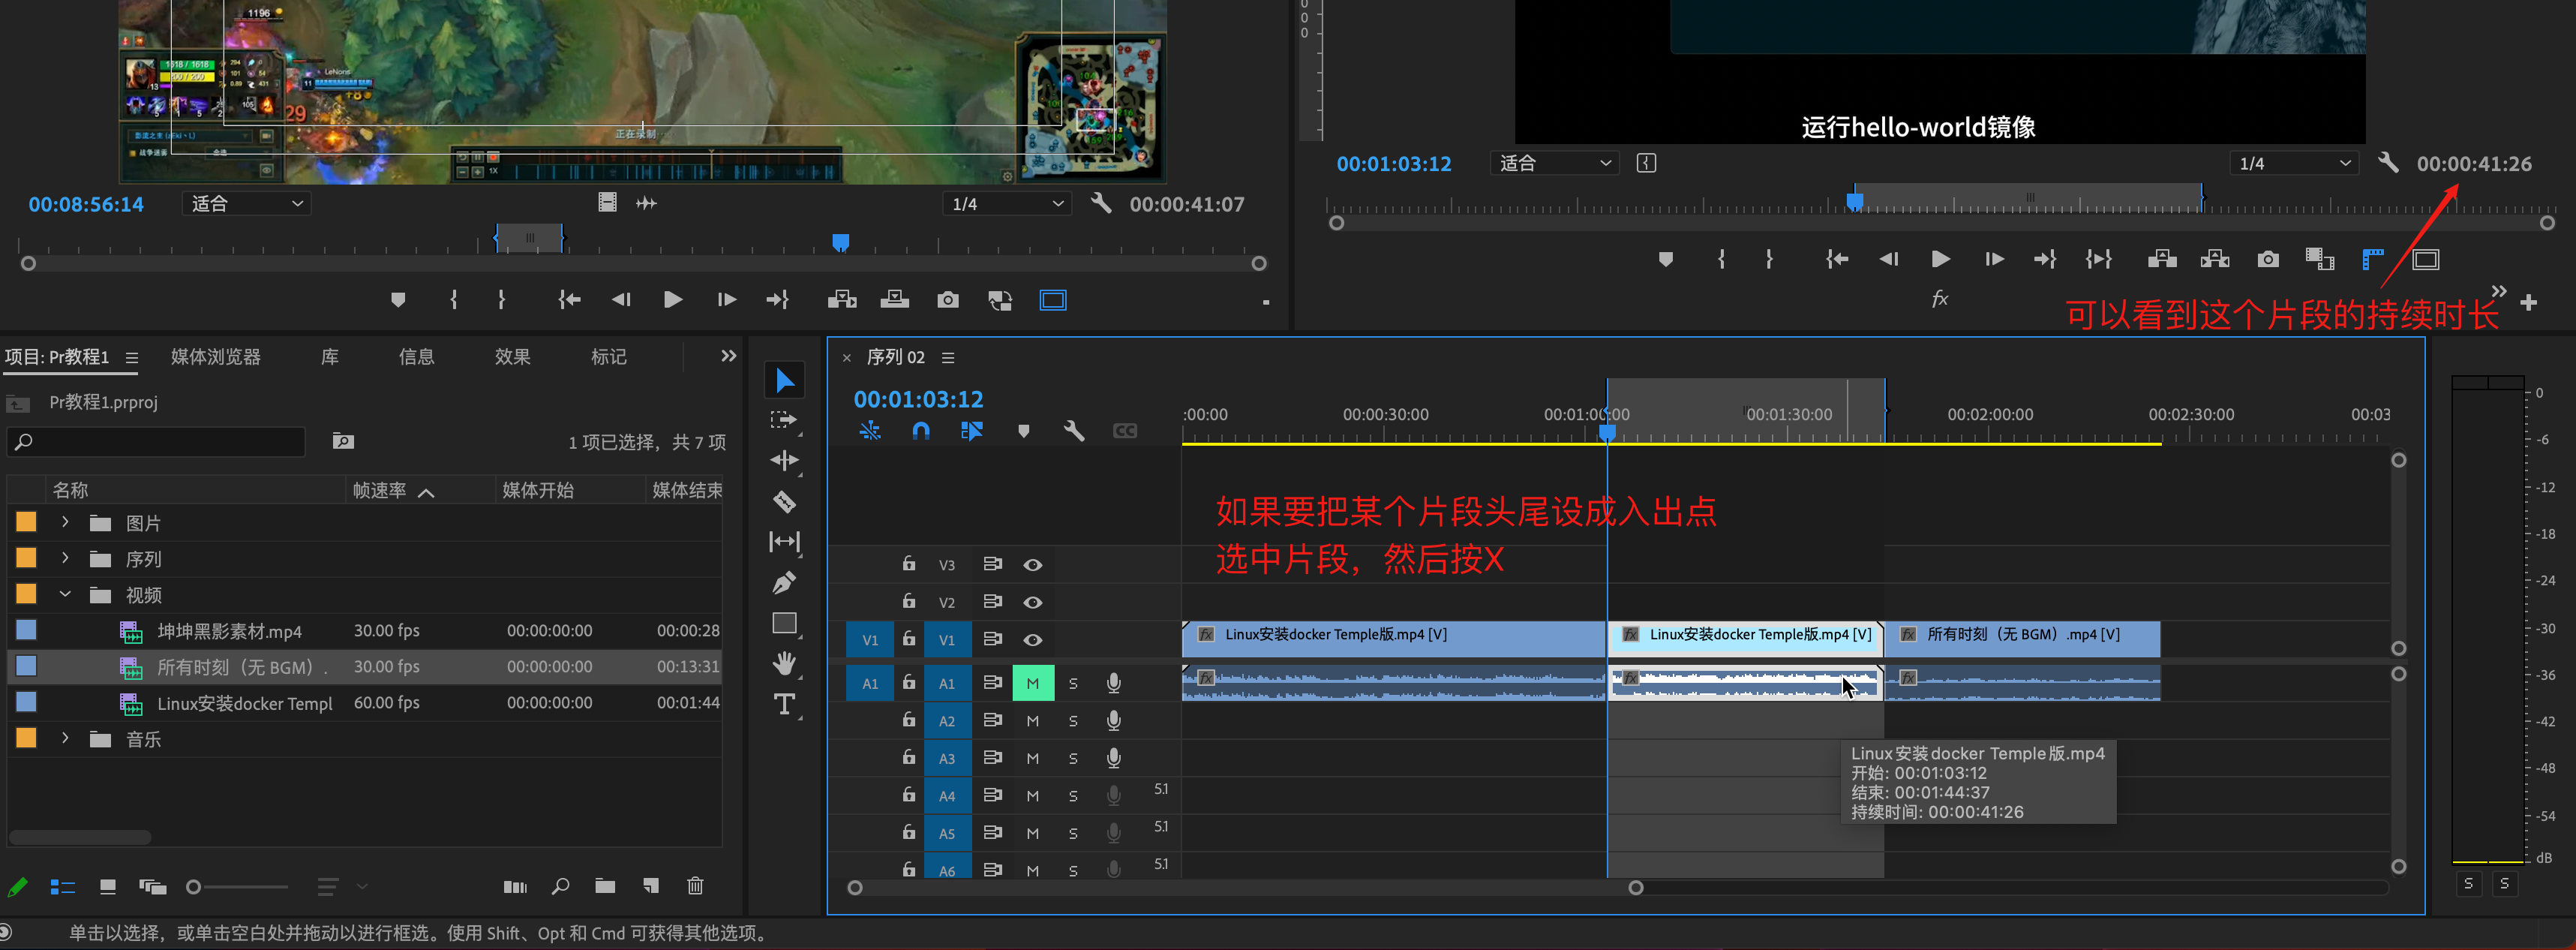 1196
LeNons
1618 / 1618
200 / 200
29
正在录制
1X
00:08:56:14
适合
1/4
00:00:41:07
运行hello-world镜像
00:01:03:12
适合
1/4
00:00:41:26
可以看到这个片段的持续时长
项目: Pr教程1
媒体浏览器
库
信息
效果
标记
Pr教程1.prproj
1 项已选择，共 7 项
名称
帧速率
媒体开始
媒体结束
图片
序列
视频
坤坤黑影素材.mp4
30.00 fps
00:00:00:00
00:00:28
所有时刻（无 BGM）.
30.00 fps
00:00:00:00
00:13:31
Linux安装docker Templ
60.00 fps
00:00:00:00
00:01:44
音乐
序列 02
00:01:03:12
:00:00
00:00:30:00
00:01:00:00
00:01:30:00
00:02:00:00
00:02:30:00
00:03
CC
如果要把某个片段头尾设成入出点
选中片段，然后按X
V3
V2
V1
V1
fx
Linux安装docker Temple版.mp4 [V]
fx
Linux安装docker Temple版.mp4 [V]
fx
所有时刻（无 BGM）.mp4 [V]
A1
A1
M
S
fx
fx
fx
A2
M
S
A3
M
S
A4
M
S
5.1
A5
M
S
5.1
A6
M
S
5.1
Linux安装docker Temple版.mp4
开始: 00:01:03:12
结束: 00:01:44:37
持续时间: 00:00:41:26
fx
0
-6
-12
-18
-24
-30
-36
-42
-48
-54
dB
S
S
单击以选择，或单击空白处并拖动以进行框选。使用 Shift、Opt 和 Cmd 可获得其他选项。